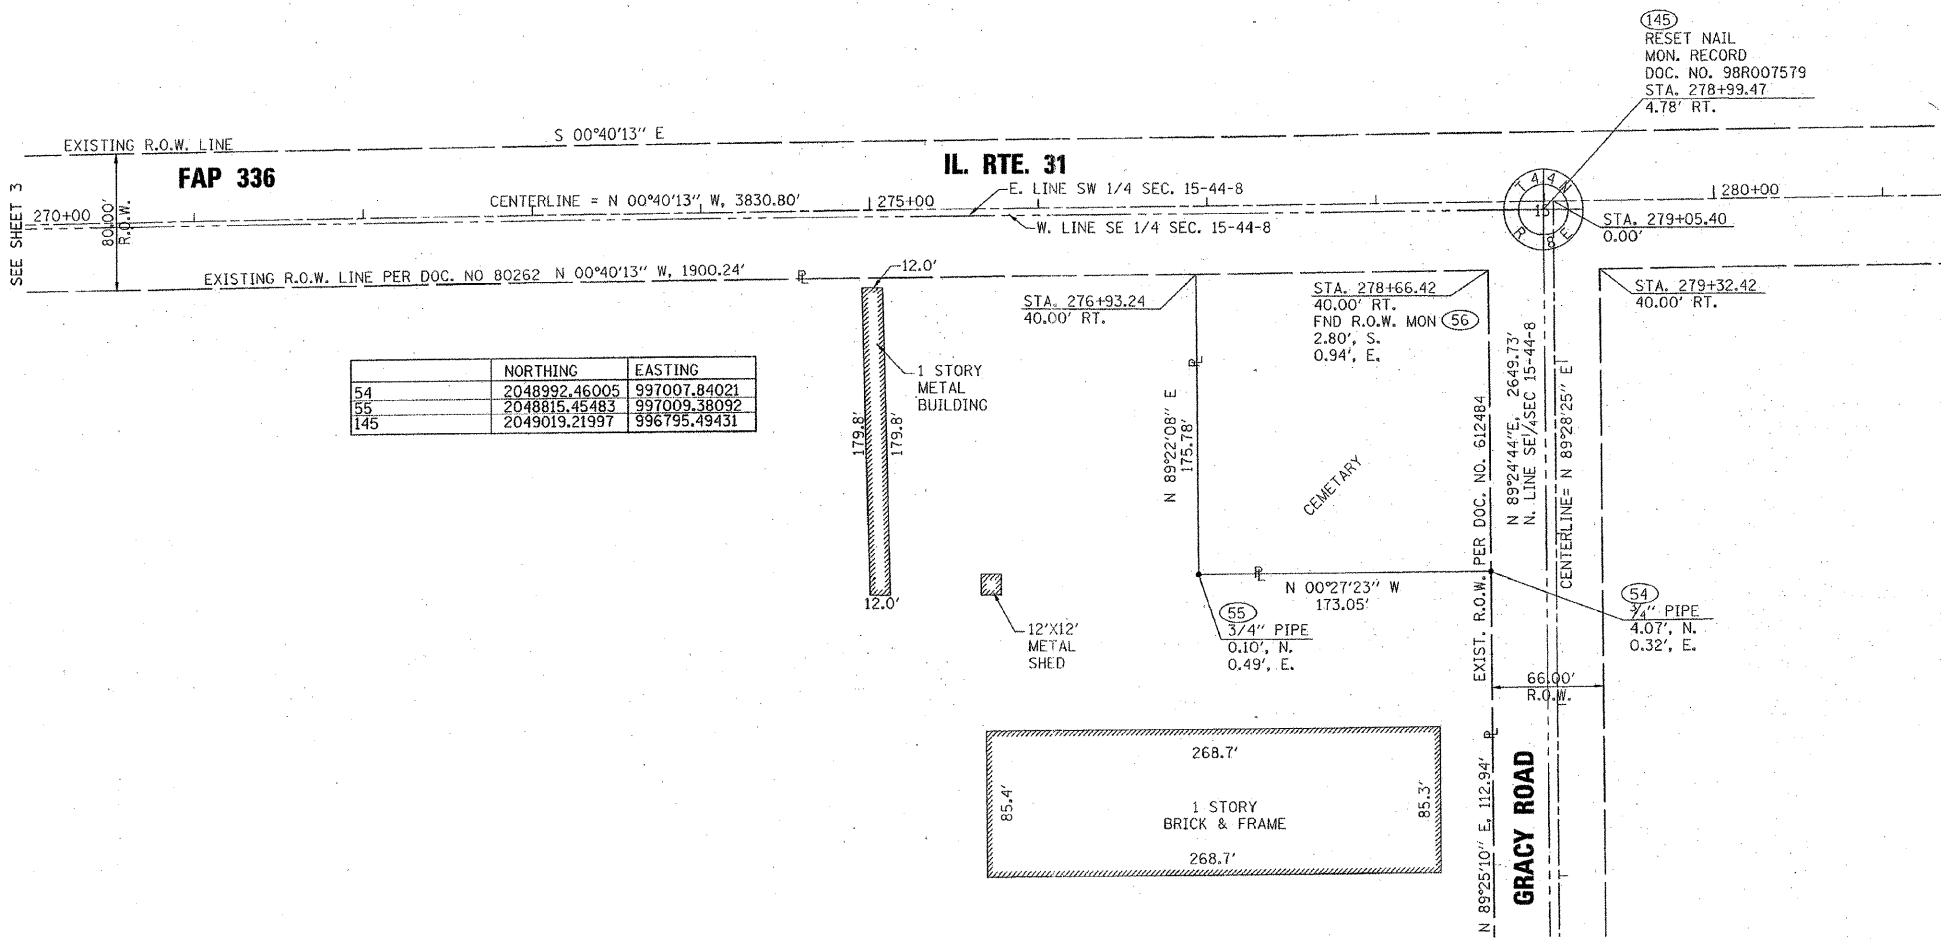 145
RESET NAIL
MON. RECORD
DOC. NO. 98R007579
STA. 278+99.47
4.78' RT.
EXISTING R.O.W. LINE
S 00°40'13" E
FAP 336
IL. RTE. 31
SEE SHEET 3
270+00
80.00'
R.O.W.
CENTERLINE = N 00°40'13", W, 3830.80'
275+00
E. LINE SW 1/4 SEC. 15-44-8
W. LINE SE 1/4 SEC. 15-44-8
T 44 N
15
R 8 E
280+00
STA. 279+05.40
0.00'
EXISTING R.O.W. LINE PER DOC. NO 80262 N 00°40'13" W, 1900.24'
PL
12.0'
STA. 276+93.24
40.00' RT.
STA. 278+66.42
40.00' RT.
FND R.O.W. MON 56
2.80', S.
0.94', E.
STA. 279+32.42
40.00' RT.
NORTHING EASTING
54 2048992.46005 997007.84021
55 2048815.45483 997009.38092
145 2049019.21997 996795.49431
1 STORY
METAL
BUILDING
179.8'
179.8'
12.0'
PL
N 89°22'08" E
175.78'
CEMETARY
EXIST. R.O.W. PER DOC. NO. 612484
N 89°24'44"E, 2649.73'
N. LINE SE1/4SEC 15-44-8
CENTERLINE= N 89°28'25" E
PL
N 00°27'23" W
173.05'
12'X12'
METAL
SHED
55
3/4" PIPE
0.10', N.
0.49', E.
54
3/4" PIPE
4.07', N.
0.32', E.
66.00'
R.O.W.
268.7'
85.4'
1 STORY
BRICK & FRAME
85.3'
268.7'
PL
N 89°25'10" E, 112.94'
GRACY ROAD